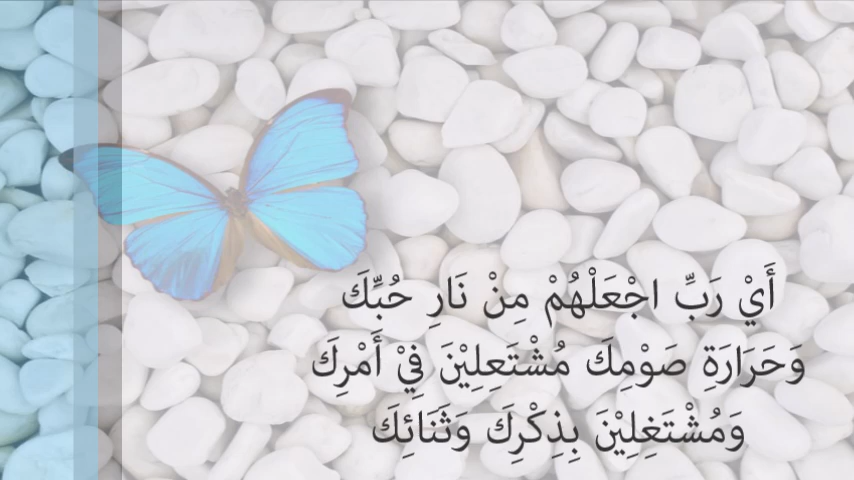 أَيْ رَبِّ اجْعَلْهُمْ مِنْ نَارِ حُبِّكَ
وَحَرَارَةِ صَوْمِكَ مُشْتَعِلِيْنَ فِيْ أَمْرِكَ
وَمُشْتَغِلِيْنَ بِذِكْرِكَ وَثَنَائِكَ